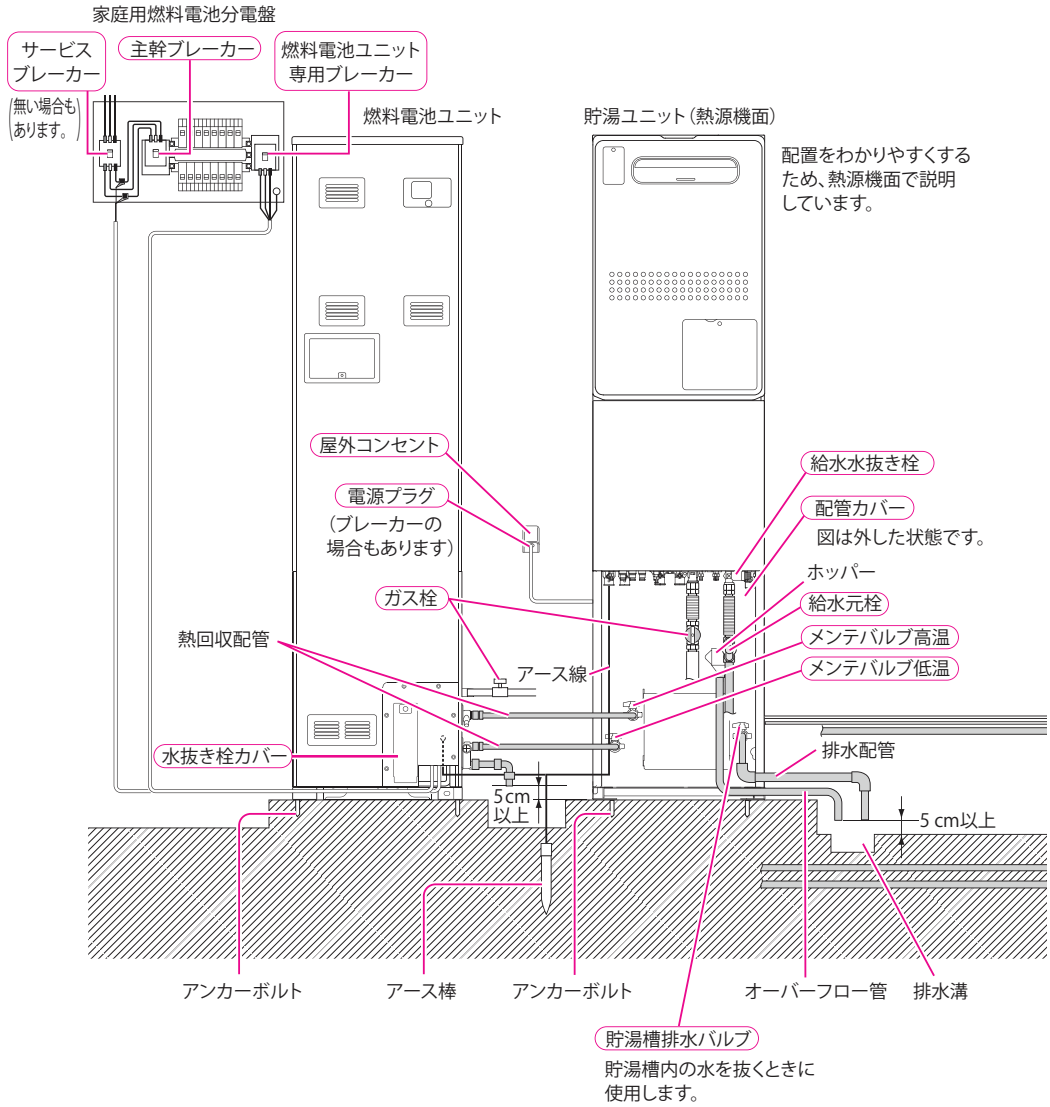 家庭用燃料電池分電盤
サービス
ブレーカー
(無い場合も
あります。)
主幹ブレーカー
燃料電池ユニット
専用ブレーカー
燃料電池ユニット
貯湯ユニット(熱源機面)
配置をわかりやすくする
ため、熱源機面で説明
しています。
屋外コンセント
電源プラグ
(ブレーカーの
場合もあります)
給水水抜き栓
配管カバー
図は外した状態です。
ホッパー
ガス栓
給水元栓
熱回収配管
メンテバルブ高温
アース線
メンテバルブ低温
水抜き栓カバー
排水配管
5cm
以上
5 cm以上
アンカーボルト
アース棒
アンカーボルト
オーバーフロー管
排水溝
貯湯槽排水バルブ
貯湯槽内の水を抜くときに
使用します。